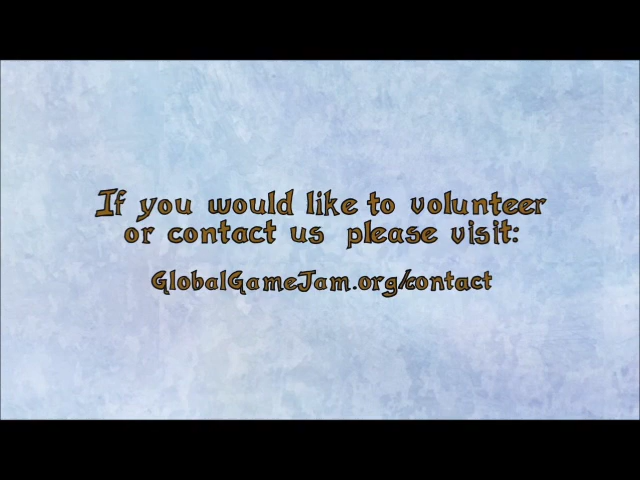 If you would like to volunteer
or contact us please visit:
GlobalGameJam.org/contact